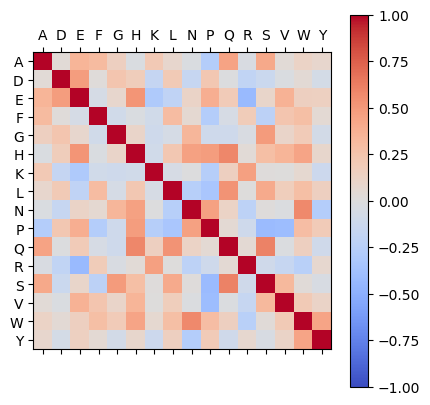 A D E F G H K L N P Q R S V W Y
A
D
E
F
G
H
K
L
N
P
Q
R
S
V
W
Y
1.00
0.75
0.50
0.25
0.00
−0.25
−0.50
−0.75
−1.00